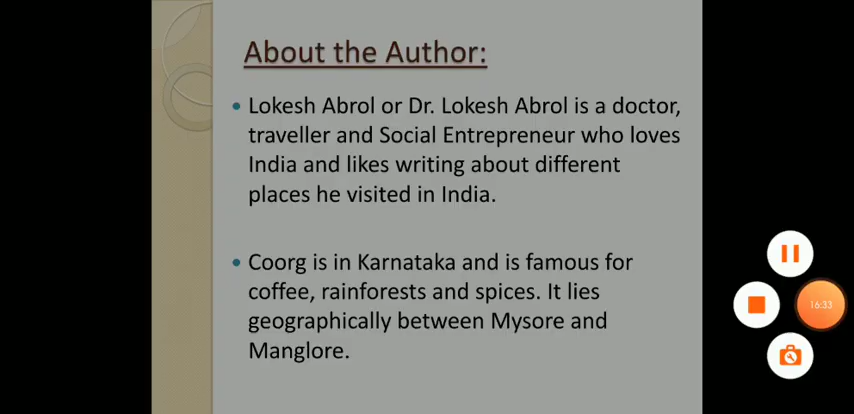 About the Author:
Lokesh Abrol or Dr. Lokesh Abrol is a doctor,
traveller and Social Entrepreneur who loves
India and likes writing about different
places he visited in India.
Coorg is in Karnataka and is famous for
coffee, rainforests and spices. It lies
geographically between Mysore and
Manglore.
16:33